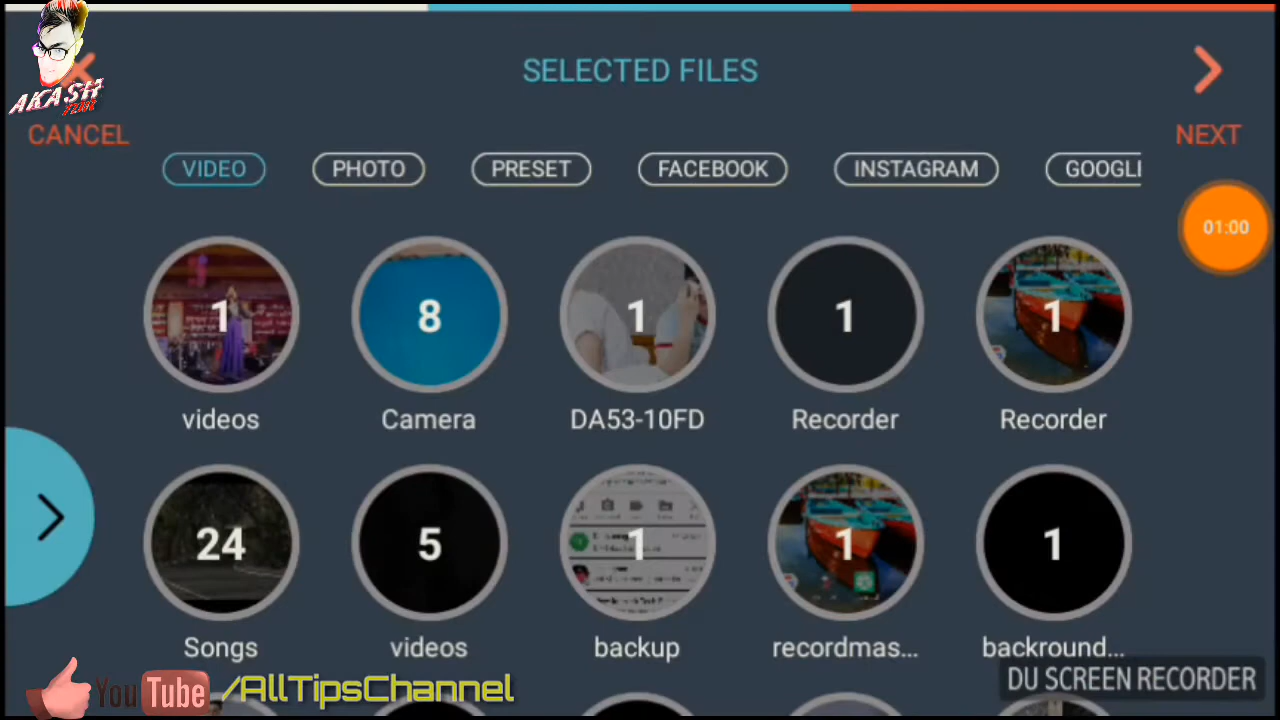 AKASH
SELECTED FILES
CANCEL
NEXT
VIDEO PHOTO PRESET FACEBOOK INSTAGRAM GOOGLE
01:00
1 8 1 1 1
videos Camera DA53-10FD Recorder Recorder
24 5 1 1 1
Songs videos backup recordmas... backround...
YouTube /AllTipsChannel
DU SCREEN RECORDER